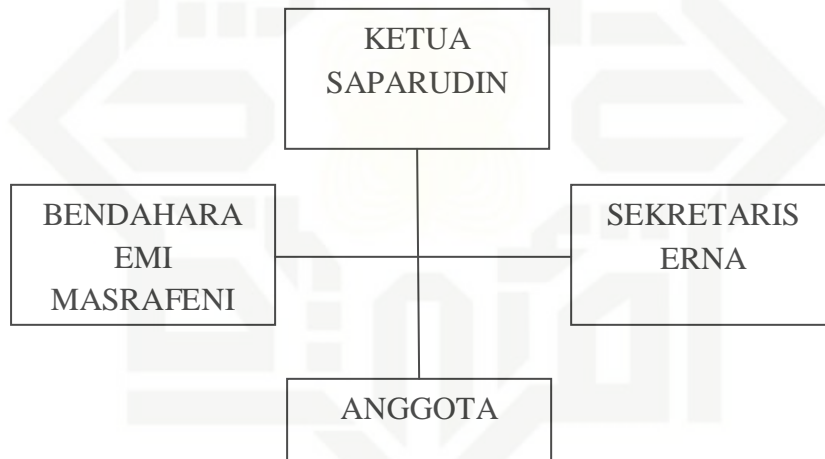 KETUA
SAPARUDIN
BENDAHARA
EMI
MASRAFENI
SEKRETARIS
ERNA
ANGGOTA